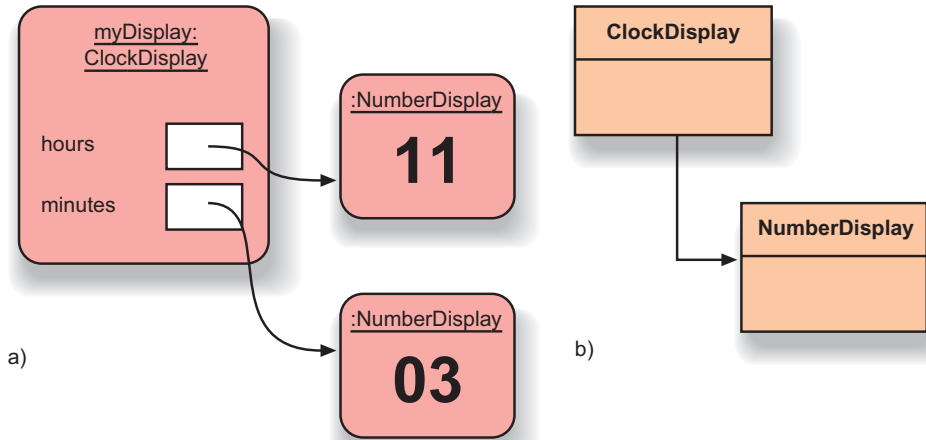 myDisplay:
ClockDisplay
hours
minutes
:NumberDisplay
11
:NumberDisplay
03
a)
ClockDisplay
NumberDisplay
b)